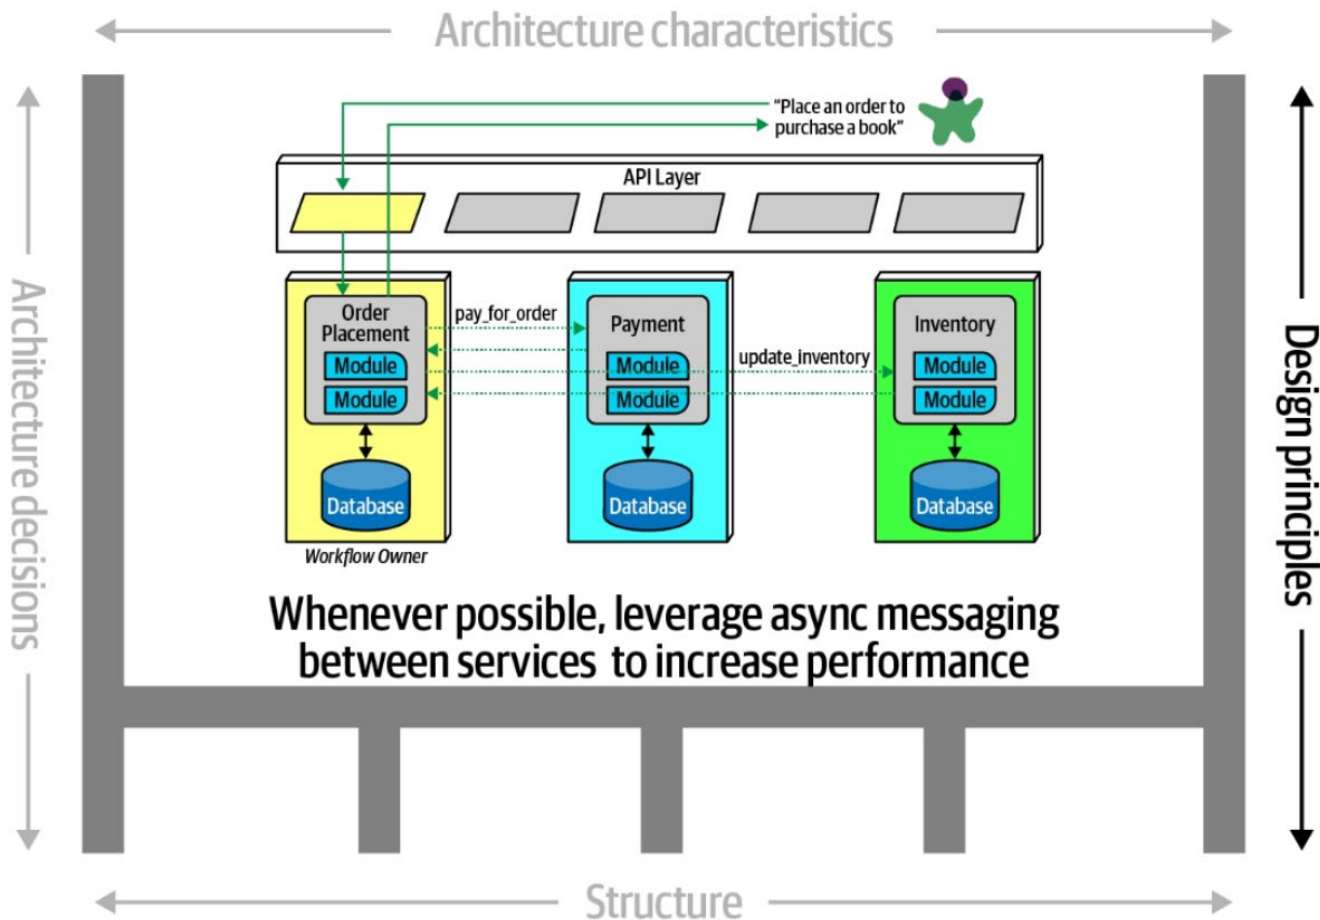 Architecture characteristics
"Place an order to
purchase a book"
API Layer
Order
Placement
Module
Module
Database
Workflow Owner
pay_for_order
Payment
Module
Module
Database
update_inventory
Inventory
Module
Module
Database
Whenever possible, leverage async messaging
between services to increase performance
Architecture decisions
Design principles
Structure